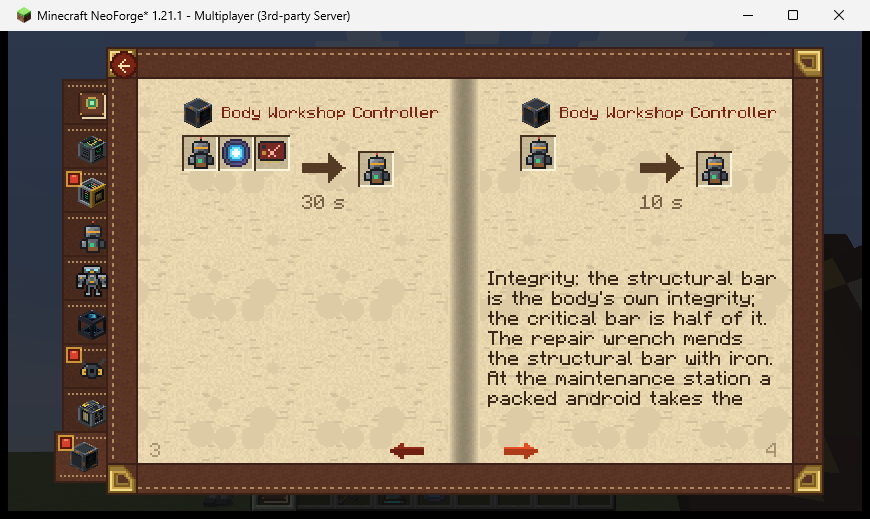 Minecraft NeoForge* 1.21.1 - Multiplayer (3rd-party Server)
Body Workshop Controller
30 s
3
Body Workshop Controller
10 s
Integrity: the structural bar
is the body's own integrity;
the critical bar is half of it.
The repair wrench mends
the structural bar with iron.
At the maintenance station a
packed android takes the
4